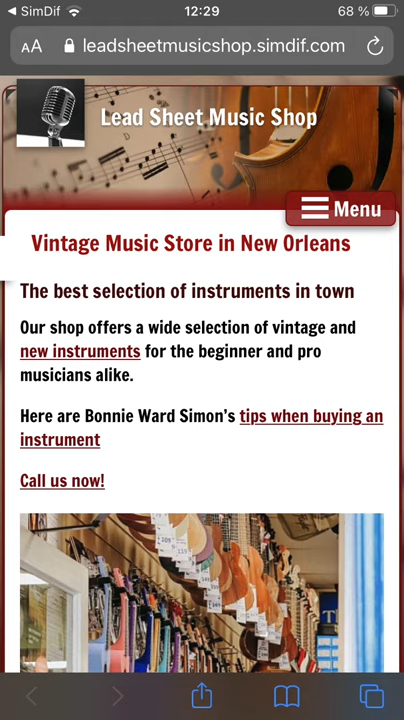 SimDif 12:29 68 %
AA leadsheetmusicshop.simdif.com
Lead Sheet Music Shop
Menu
Vintage Music Store in New Orleans
The best selection of instruments in town
Our shop offers a wide selection of vintage and
new instruments for the beginner and pro
musicians alike.
Here are Bonnie Ward Simon's tips when buying an
instrument
Call us now!